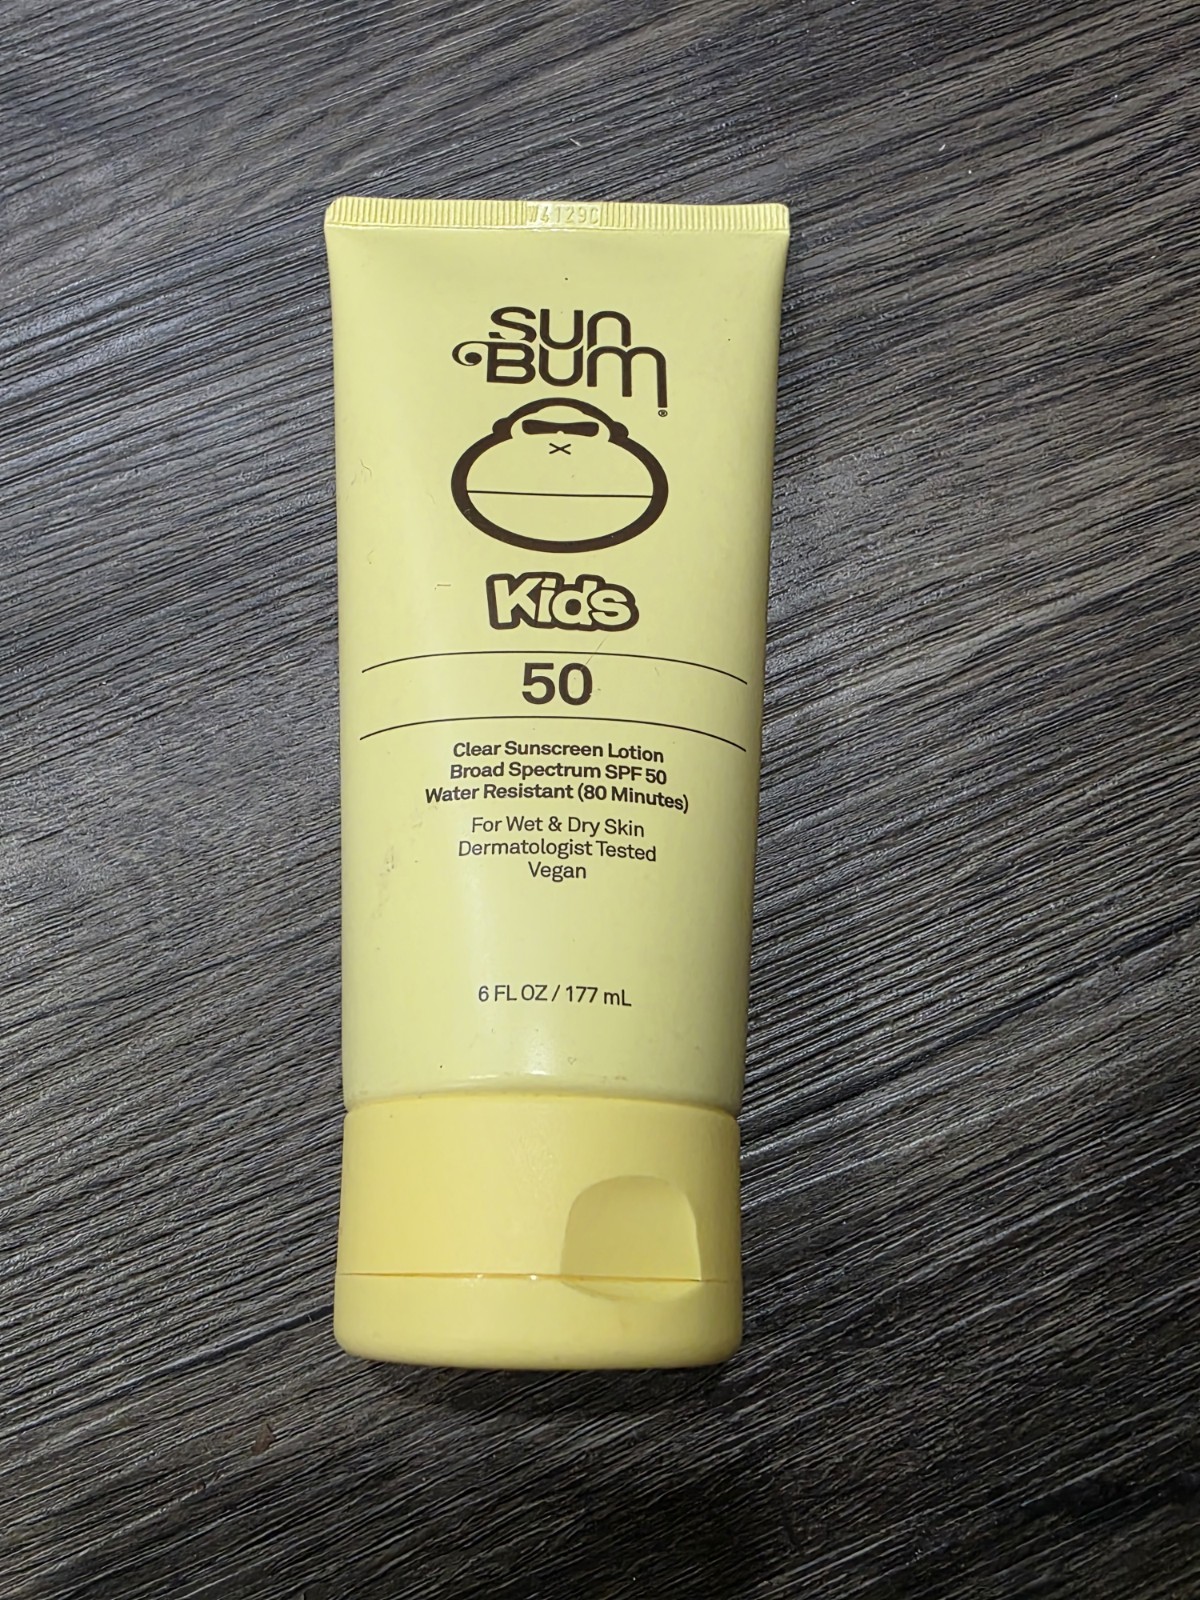 74129C
SUN
BUM®
Kids
50
Clear Sunscreen Lotion
Broad Spectrum SPF 50
Water Resistant (80 Minutes)
For Wet & Dry Skin
Dermatologist Tested
Vegan
6 FL OZ / 177 mL